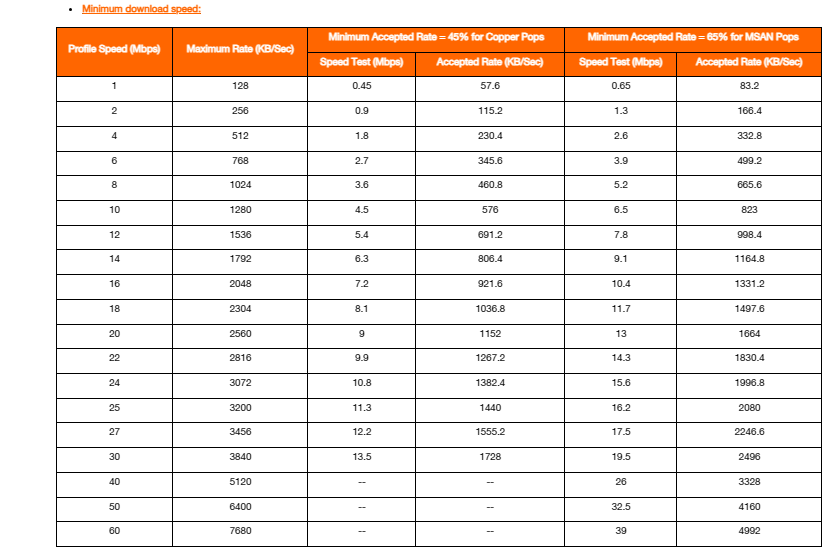 • Minimum download speed:
Minimum Accepted Rate = 45% for Copper Pops Minimum Accepted Rate = 65% for MSAN Pops
Profile Speed (Mbps) Maximum Rate (KB/Sec)
Speed Test (Mbps) Accepted Rate (KB/Sec) Speed Test (Mbps) Accepted Rate (KB/Sec)
1 128 0.45 57.6 0.65 83.2
2 256 0.9 115.2 1.3 166.4
4 512 1.8 230.4 2.6 332.8
6 768 2.7 345.6 3.9 499.2
8 1024 3.6 460.8 5.2 665.6
10 1280 4.5 576 6.5 823
12 1536 5.4 691.2 7.8 998.4
14 1792 6.3 806.4 9.1 1164.8
16 2048 7.2 921.6 10.4 1331.2
18 2304 8.1 1036.8 11.7 1497.6
20 2560 9 1152 13 1664
22 2816 9.9 1267.2 14.3 1830.4
24 3072 10.8 1382.4 15.6 1996.8
25 3200 11.3 1440 16.2 2080
27 3456 12.2 1555.2 17.5 2246.6
30 3840 13.5 1728 19.5 2496
40 5120 -- -- 26 3328
50 6400 -- -- 32.5 4160
60 7680 -- -- 39 4992